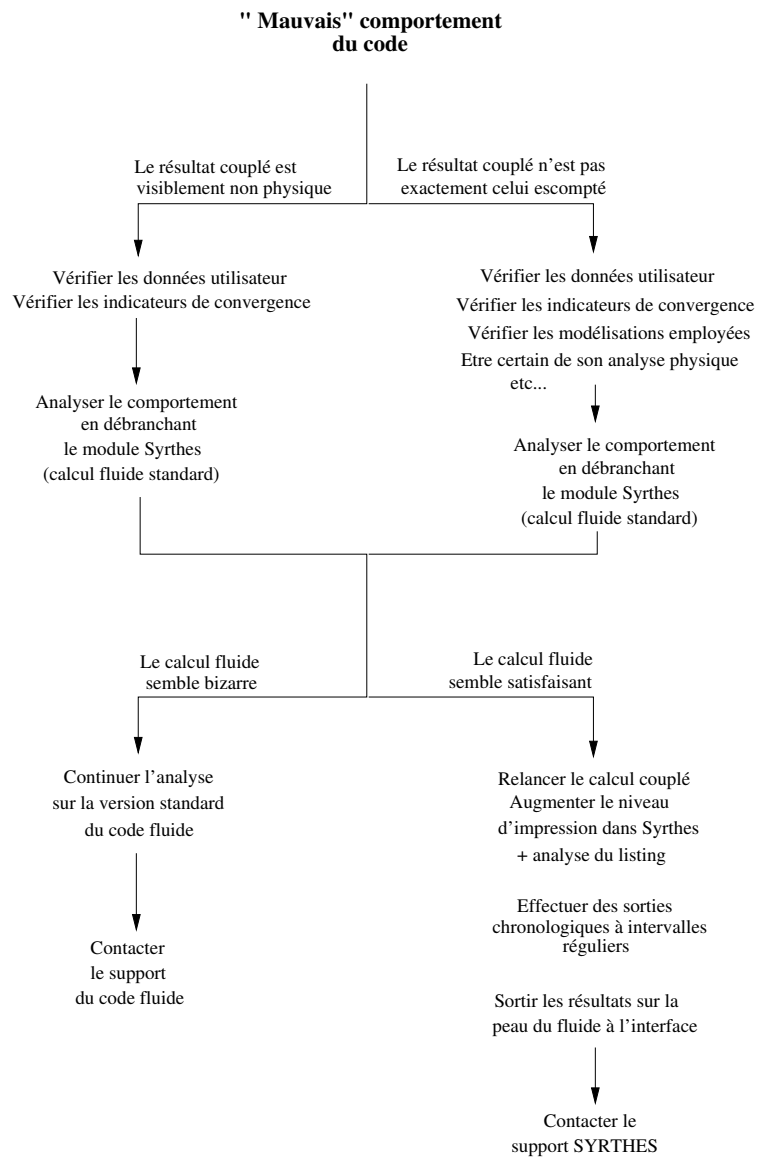 " Mauvais" comportement
du code
Le résultat couplé est
visiblement non physique
Le résultat couplé n'est pas
exactement celui escompté
Vérifier les données utilisateur
Vérifier les indicateurs de convergence
Vérifier les données utilisateur
Vérifier les indicateurs de convergence
Vérifier les modélisations employées
Etre certain de son analyse physique
etc...
Analyser le comportement
en débranchant
le module Syrthes
(calcul fluide standard)
Analyser le comportement
en débranchant
le module Syrthes
(calcul fluide standard)
Le calcul fluide
semble bizarre
Le calcul fluide
semble satisfaisant
Continuer l'analyse
sur la version standard
du code fluide
Contacter
le support
du code fluide
Relancer le calcul couplé
Augmenter le niveau
d'impression dans Syrthes
+ analyse du listing
Effectuer des sorties
chronologiques à intervalles
réguliers
Sortir les résultats sur la
peau du fluide à l'interface
Contacter le
support SYRTHES